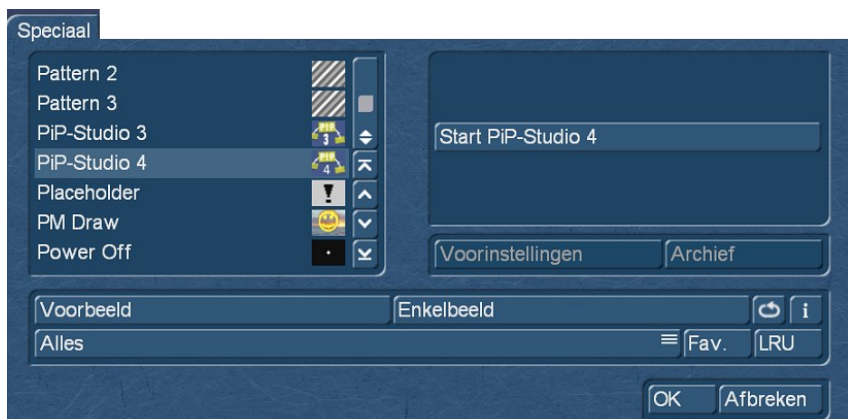 Speciaal
Pattern 2
Pattern 3
PiP-Studio 3
PiP-Studio 4
Placeholder
PM Draw
Power Off
Start PiP-Studio 4
Voorinstellingen Archief
Voorbeeld Enkelbeeld i
Alles Fav. LRU
OK Afbreken